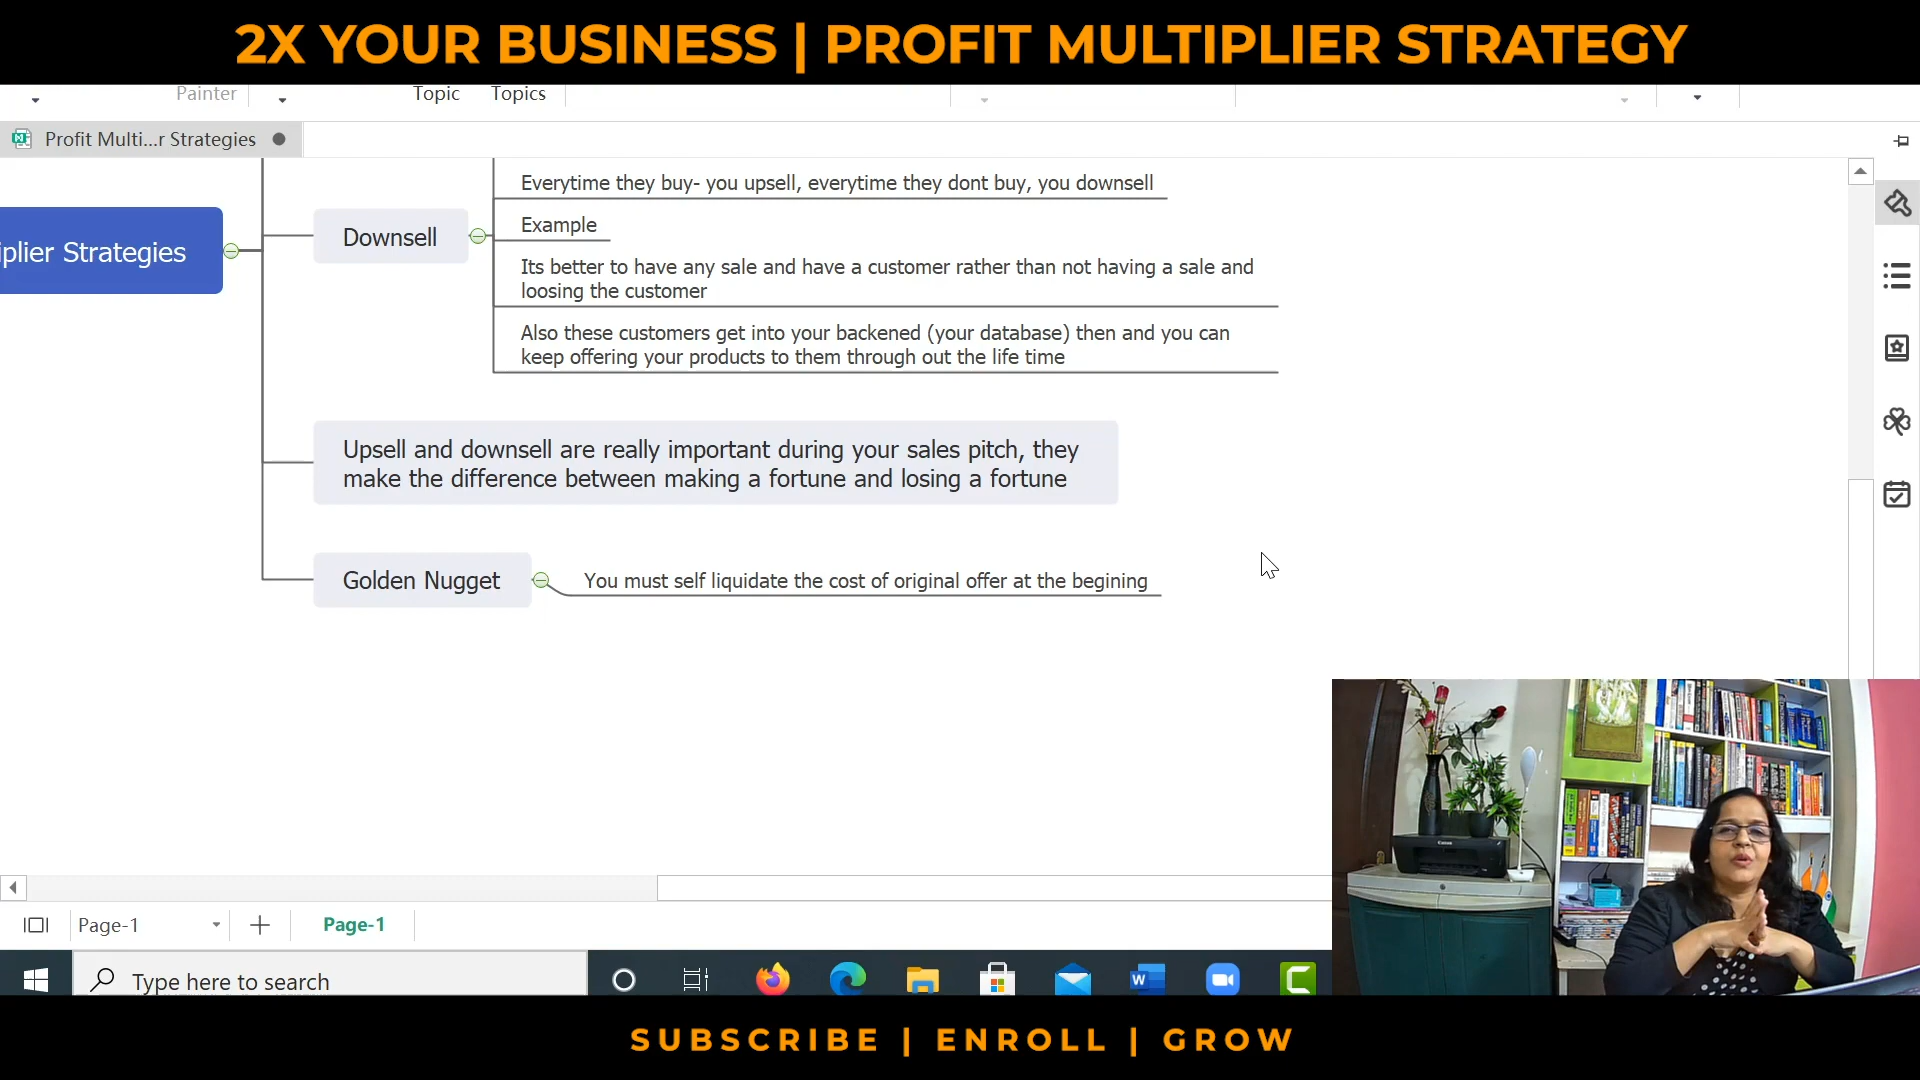 2X YOUR BUSINESS | PROFIT MULTIPLIER STRATEGY
Painter
Topic
Topics
Profit Multi...r Strategies
Everytime they buy- you upsell, everytime they dont buy, you downsell
Downsell
Example
iplier Strategies
Its better to have any sale and have a customer rather than not having a sale and
loosing the customer
Also these customers get into your backened (your database) then and you can
keep offering your products to them through out the life time
Upsell and downsell are really important during your sales pitch, they
make the difference between making a fortune and losing a fortune
Golden Nugget
You must self liquidate the cost of original offer at the begining
Canon
Page-1
Page-1
Type here to search
W
SUBSCRIBE | ENROLL | GROW